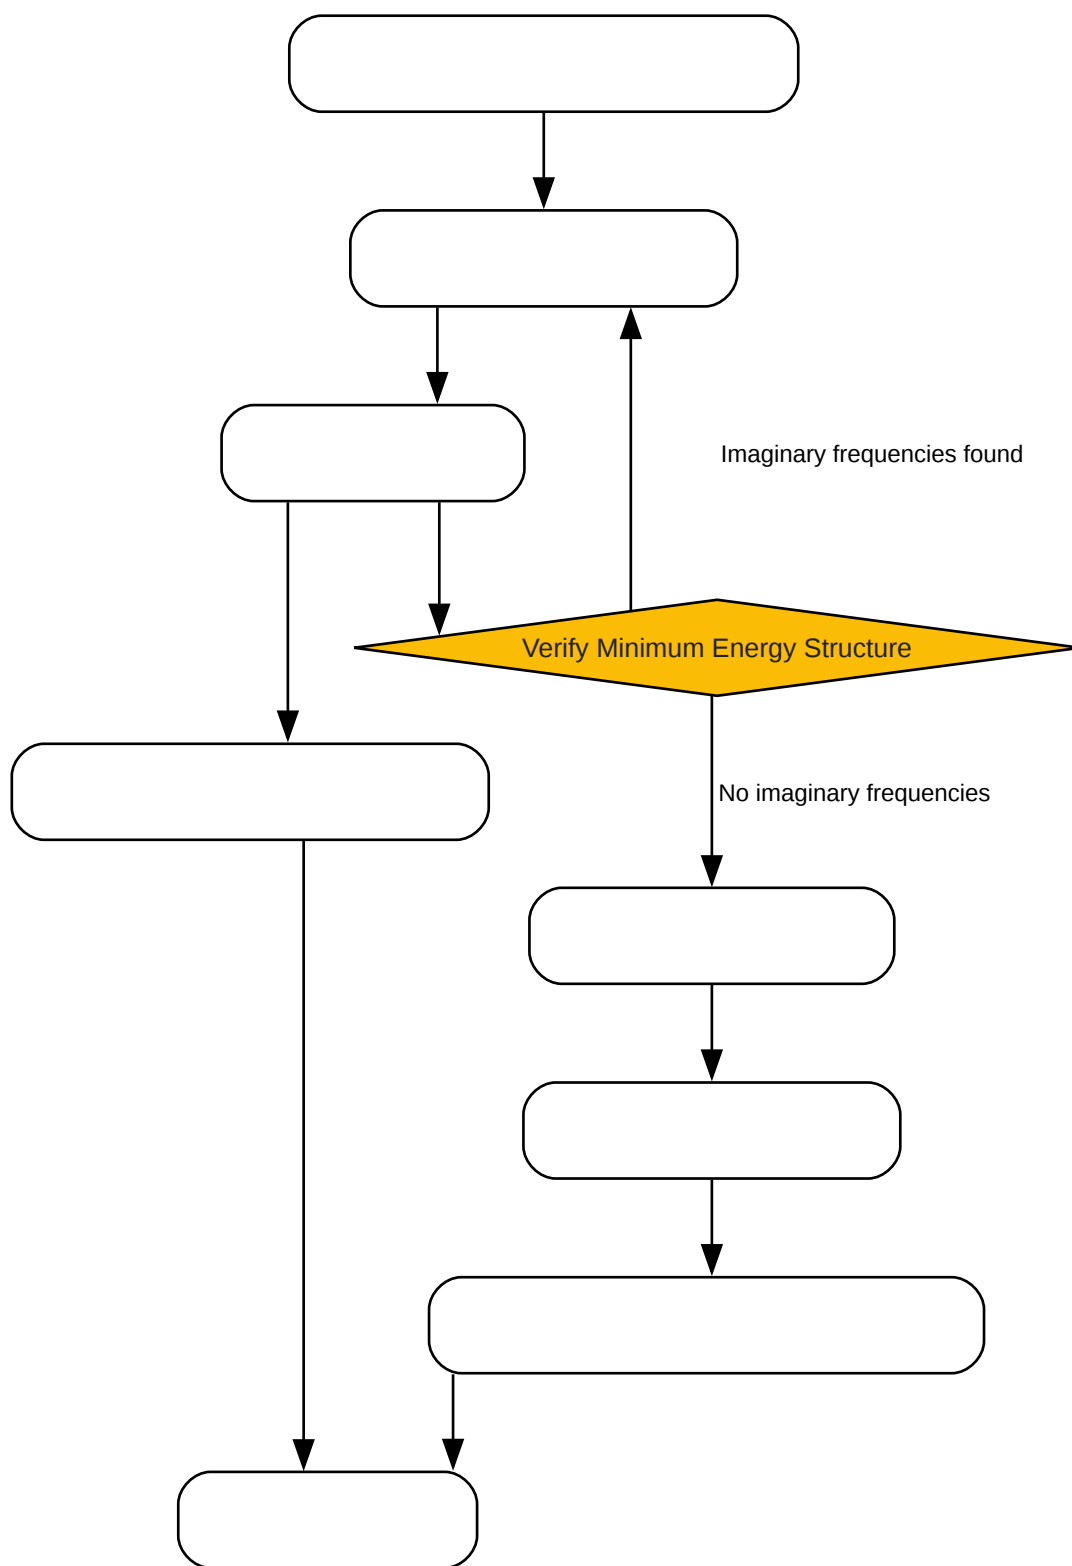 Imaginary frequencies found
Verify Minimum Energy Structure
No imaginary frequencies